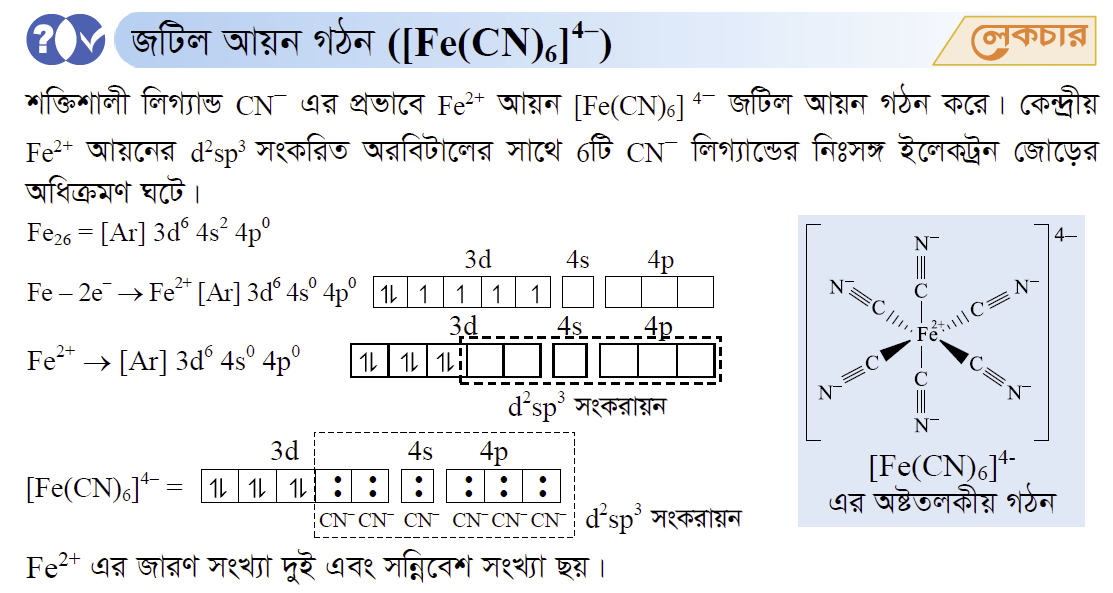 জটিল আয়ন গঠন ([Fe(CN)₆]⁴⁻)
লেকচার
শক্তিশালী লিগ্যান্ড CN⁻ এর প্রভাবে Fe²⁺ আয়ন [Fe(CN)₆] ⁴⁻ জটিল আয়ন গঠন করে। কেন্দ্রীয়
Fe²⁺ আয়নের d²sp³ সংকরিত অরবিটালের সাথে 6টি CN⁻ লিগ্যান্ডের নিঃসঙ্গ ইলেকট্রন জোড়ের
অধিক্রমণ ঘটে।
Fe₂₆ = [Ar] 3d⁶ 4s² 4p⁰
3d 4s 4p
Fe – 2e⁻ → Fe²⁺ [Ar] 3d⁶ 4s⁰ 4p⁰ ⥮ ↿ ↿ ↿ ↿
3d 4s 4p
Fe²⁺ → [Ar] 3d⁶ 4s⁰ 4p⁰ ⥮ ⥮ ⥮
d²sp³ সংকরায়ন
3d 4s 4p
[Fe(CN)₆]⁴⁻ = ⥮ ⥮ ⥮ : : : : : :
CN⁻ CN⁻ CN⁻ CN⁻ CN⁻ CN⁻ d²sp³ সংকরায়ন
4–
N⁻
N⁻ C N⁻
C C
Fe²⁺
C C
N⁻ C N⁻
N⁻
[Fe(CN)₆]⁴⁻
এর অষ্টতলকীয় গঠন
Fe²⁺ এর জারণ সংখ্যা দুই এবং সন্নিবেশ সংখ্যা ছয়।